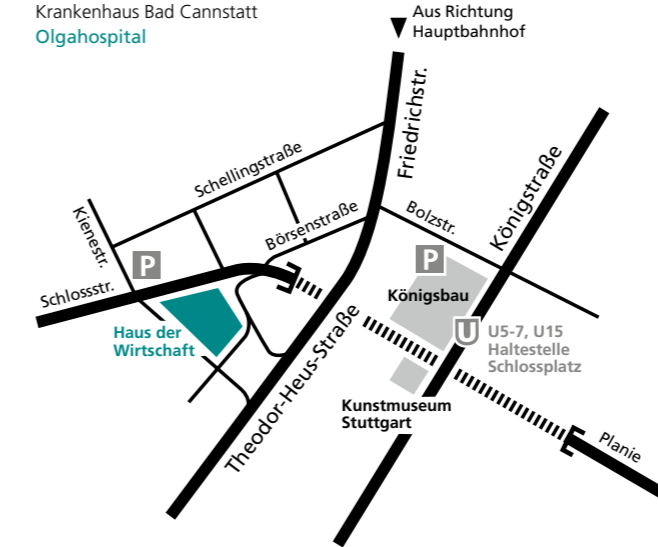 Krankenhaus Bad Cannstatt
Olgahospital
Aus Richtung
Hauptbahnhof
Friedrichstr.
Schellingstraße
Königstraße
Kienestr.
Börsenstraße
Bolzstr.
P
P
Schlossstr.
Königsbau
Haus der
Wirtschaft
U
U5-7, U15
Haltestelle
Schlossplatz
Theodor-Heus-Straße
Kunstmuseum
Stuttgart
Planie